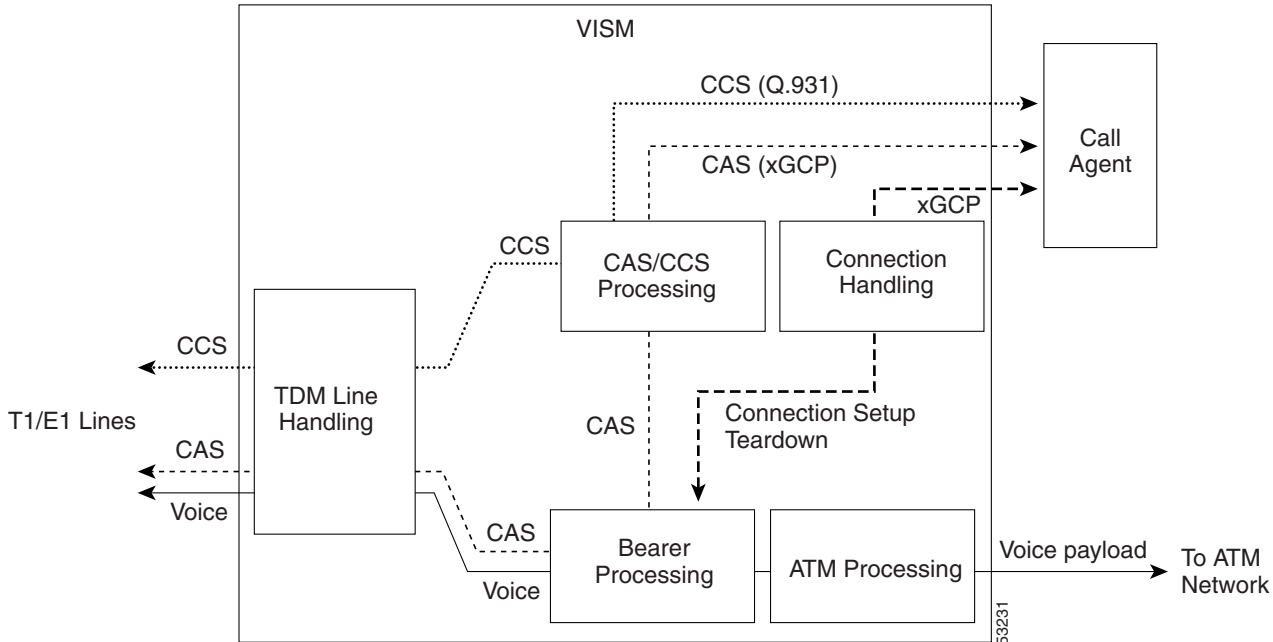 VISM
CCS (Q.931)
Call
Agent
CAS (xGCP)
xGCP
CCS
CAS/CCS
Processing
Connection
Handling
CCS
TDM Line
Handling
T1/E1 Lines
CAS
Connection Setup
Teardown
CAS
Voice
CAS
Voice
Bearer
Processing
ATM Processing
Voice payload
To ATM
Network
53231